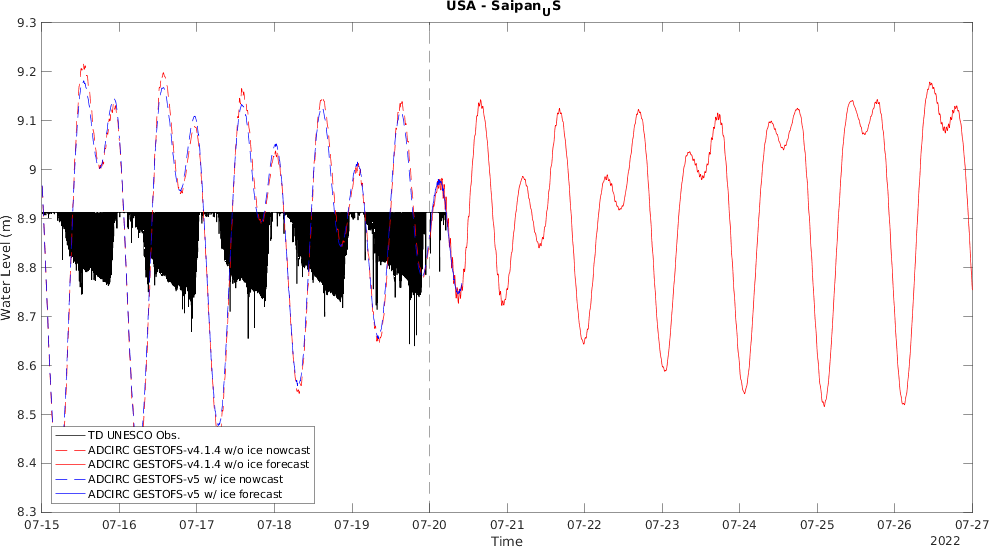 USA - Saipan_US
9.3
9.2
9.1
9
8.9
8.8
8.7
8.6
8.5
8.4
8.3
Water Level (m)
TD UNESCO Obs.
ADCIRC GESTOFS-v4.1.4 w/o ice nowcast
ADCIRC GESTOFS-v4.1.4 w/o ice forecast
ADCIRC GESTOFS-v5 w/ ice nowcast
ADCIRC GESTOFS-v5 w/ ice forecast
07-15 07-16 07-17 07-18 07-19 07-20 07-21 07-22 07-23 07-24 07-25 07-26 07-27
Time
2022